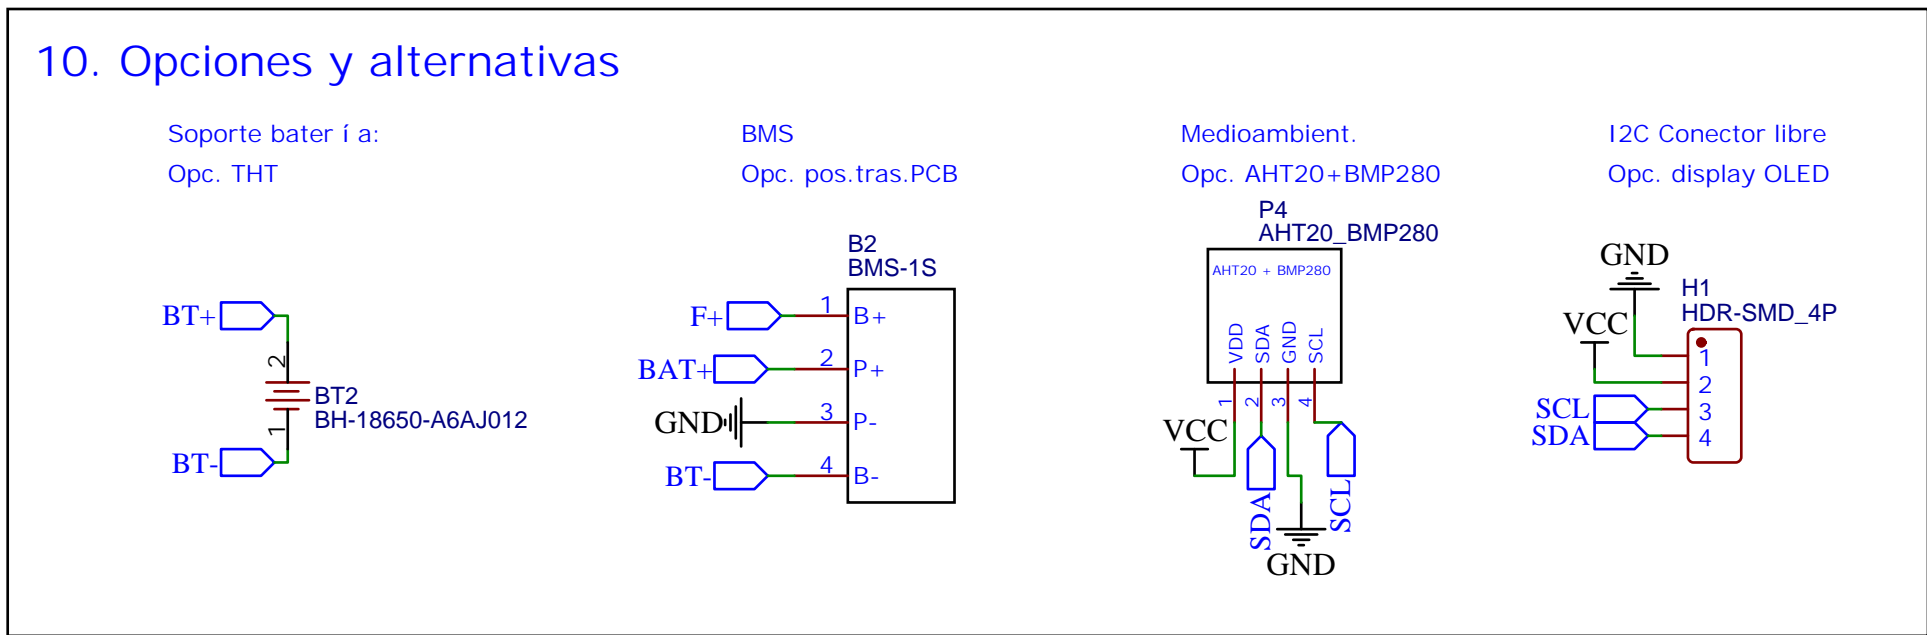 10. Opciones y alternativas
Soporte bater í a:
Opc. THT
BT+
2
BT2
BH-18650-A6AJ012
1
BT-
BMS
Opc. pos.tras.PCB
B2
BMS-1S
F+ 1 B+
BAT+ 2 P+
GND 3 P-
BT- 4 B-
Medioambient.
Opc. AHT20+BMP280
P4
AHT20_BMP280
AHT20 + BMP280
VDD SDA GND SCL
1 2 3 4
VCC
SDA
SCL
GND
I2C Conector libre
Opc. display OLED
GND
H1
HDR-SMD_4P
VCC
1
2
SCL 3
SDA 4